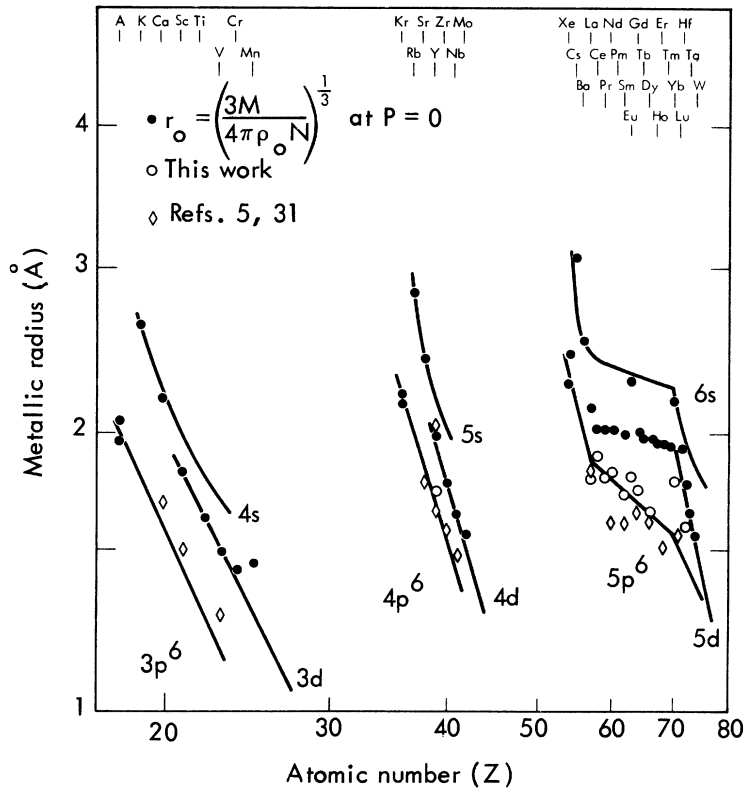 A K Ca Sc Ti Cr Kr Sr Zr Mo Xe La Nd Gd Er Hf
V Mn Rb Y Nb Cs Ce Pm Tb Tm Ta
Ba Pr Sm Dy Yb W
Eu Ho Lu
r_o = (3M / 4πρ_o N)^(1/3) at P = 0
This work
Refs. 5, 31
Metallic radius (Å)
4
3
2
1
4s
3p⁶
3d
5s
4p⁶
4d
6s
5p⁶
5d
20 30 40 50 60 70 80
Atomic number (Z)